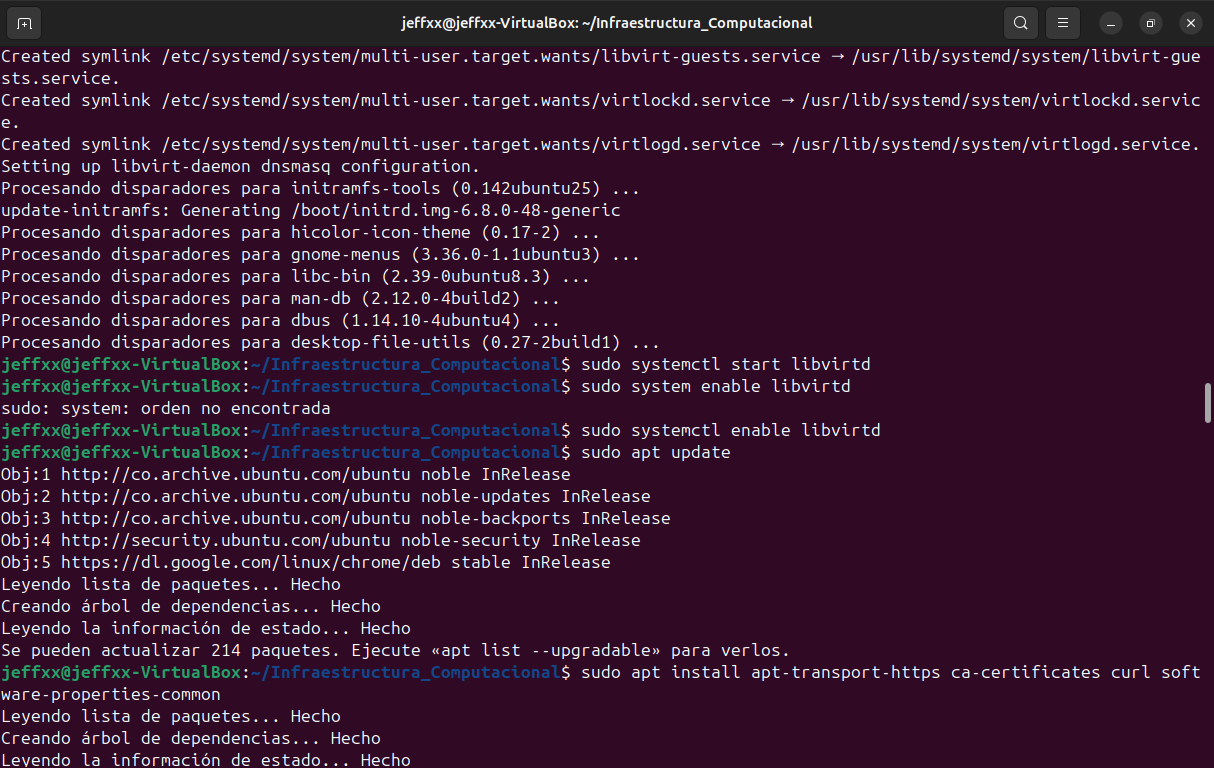 jeffxx@jeffxx-VirtualBox: ~/Infraestructura_Computacional
Created symlink /etc/systemd/system/multi-user.target.wants/libvirt-guests.service → /usr/lib/systemd/system/libvirt-gue
sts.service.
Created symlink /etc/systemd/system/multi-user.target.wants/virtlockd.service → /usr/lib/systemd/system/virtlockd.servic
e.
Created symlink /etc/systemd/system/multi-user.target.wants/virtlogd.service → /usr/lib/systemd/system/virtlogd.service.
Setting up libvirt-daemon dnsmasq configuration.
Procesando disparadores para initramfs-tools (0.142ubuntu25) ...
update-initramfs: Generating /boot/initrd.img-6.8.0-48-generic
Procesando disparadores para hicolor-icon-theme (0.17-2) ...
Procesando disparadores para gnome-menus (3.36.0-1.1ubuntu3) ...
Procesando disparadores para libc-bin (2.39-0ubuntu8.3) ...
Procesando disparadores para man-db (2.12.0-4build2) ...
Procesando disparadores para dbus (1.14.10-4ubuntu4) ...
Procesando disparadores para desktop-file-utils (0.27-2build1) ...
jeffxx@jeffxx-VirtualBox:~/Infraestructura_Computacional$ sudo systemctl start libvirtd
jeffxx@jeffxx-VirtualBox:~/Infraestructura_Computacional$ sudo system enable libvirtd
sudo: system: orden no encontrada
jeffxx@jeffxx-VirtualBox:~/Infraestructura_Computacional$ sudo systemctl enable libvirtd
jeffxx@jeffxx-VirtualBox:~/Infraestructura_Computacional$ sudo apt update
Obj:1 http://co.archive.ubuntu.com/ubuntu noble InRelease
Obj:2 http://co.archive.ubuntu.com/ubuntu noble-updates InRelease
Obj:3 http://co.archive.ubuntu.com/ubuntu noble-backports InRelease
Obj:4 http://security.ubuntu.com/ubuntu noble-security InRelease
Obj:5 https://dl.google.com/linux/chrome/deb stable InRelease
Leyendo lista de paquetes... Hecho
Creando árbol de dependencias... Hecho
Leyendo la información de estado... Hecho
Se pueden actualizar 214 paquetes. Ejecute «apt list --upgradable» para verlos.
jeffxx@jeffxx-VirtualBox:~/Infraestructura_Computacional$ sudo apt install apt-transport-https ca-certificates curl soft
ware-properties-common
Leyendo lista de paquetes... Hecho
Creando árbol de dependencias... Hecho
Leyendo la información de estado... Hecho